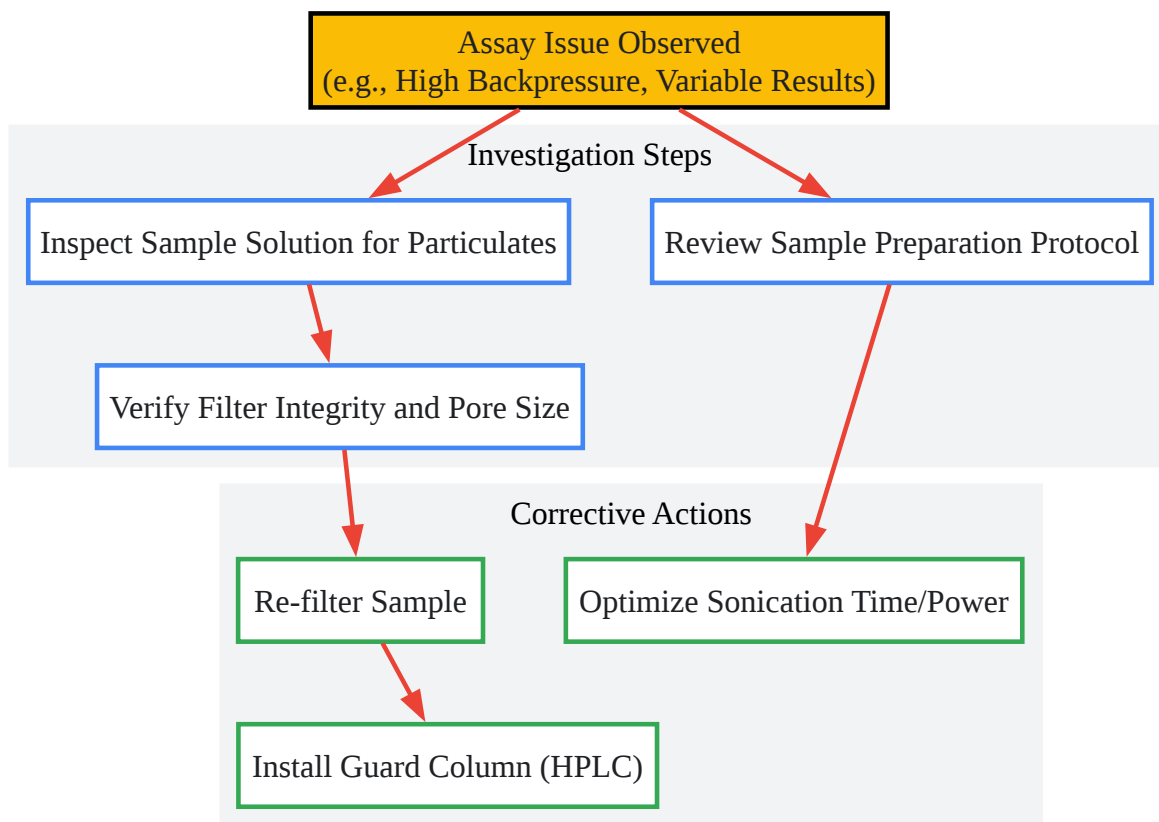 Assay Issue Observed
(e.g., High Backpressure, Variable Results)
Investigation Steps
Inspect Sample Solution for Particulates
Review Sample Preparation Protocol
Verify Filter Integrity and Pore Size
Corrective Actions
Re-filter Sample
Optimize Sonication Time/Power
Install Guard Column (HPLC)